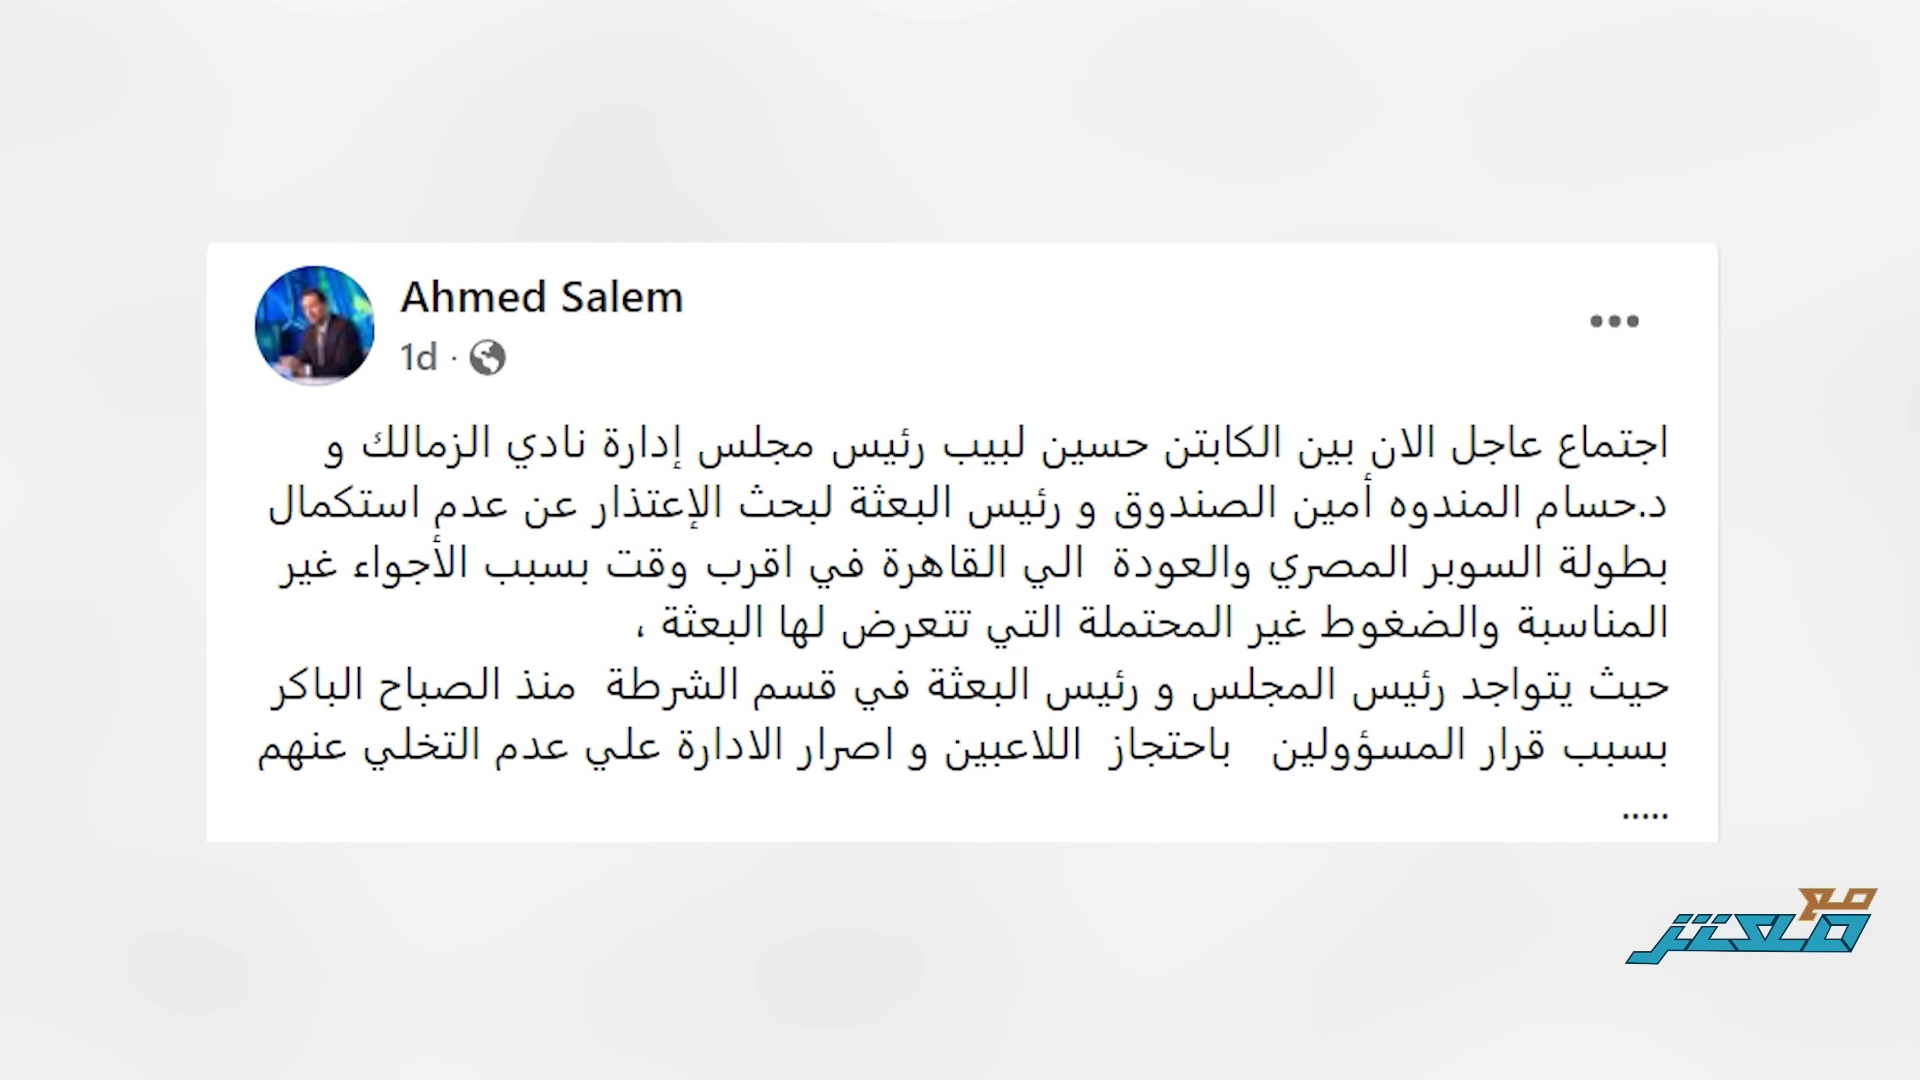 Ahmed Salem
1d ·
اجتماع عاجل الان بين الكابتن حسين لبيب رئيس مجلس إدارة نادي الزمالك و
د.حسام المندوه أمين الصندوق و رئيس البعثة لبحث الإعتذار عن عدم استكمال
بطولة السوبر المصري والعودة الي القاهرة في اقرب وقت بسبب الأجواء غير
المناسبة والضغوط غير المحتملة التي تتعرض لها البعثة ،
حيث يتواجد رئيس المجلس و رئيس البعثة في قسم الشرطة منذ الصباح الباكر
بسبب قرار المسؤولين باحتجاز اللاعبين و اصرار الادارة علي عدم التخلي عنهم
.....
مع
معتز